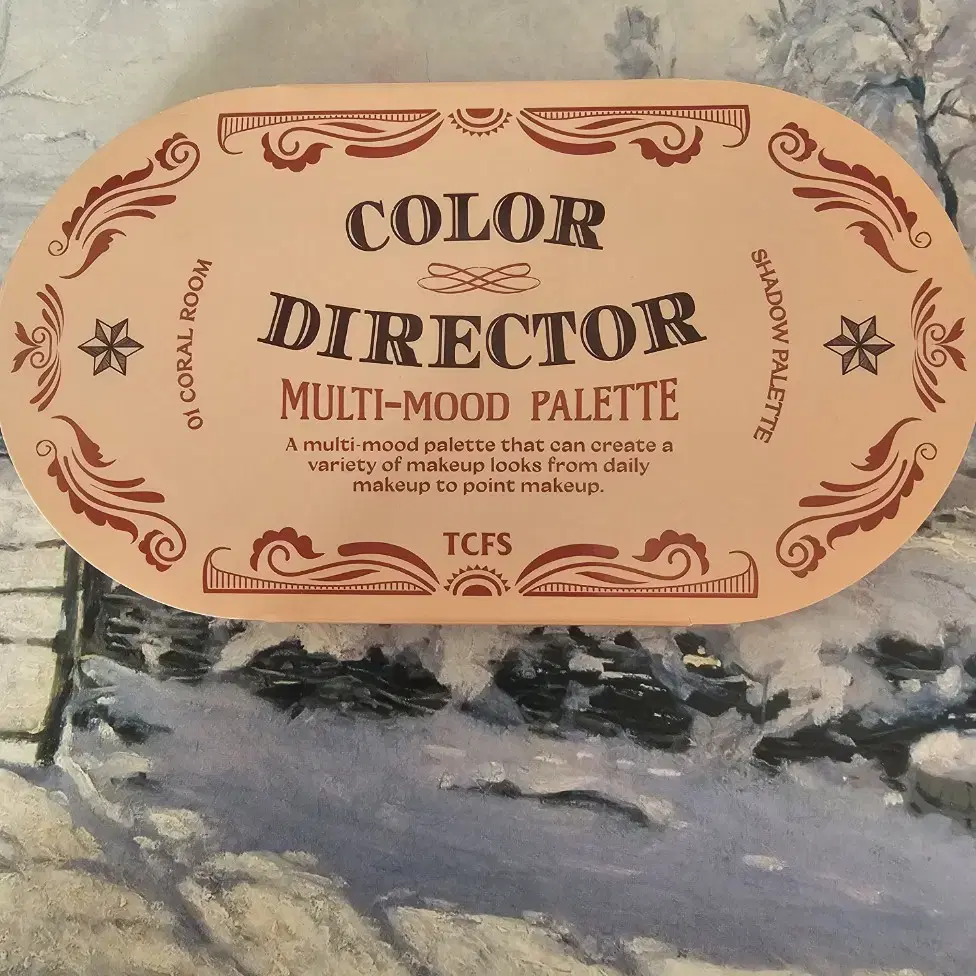 COLOR
DIRECTOR
MULTI-MOOD PALETTE
A multi-mood palette that can create a
variety of makeup looks from daily
makeup to point makeup.
TCFS
01 CORAL ROOM
SHADOW PALETTE